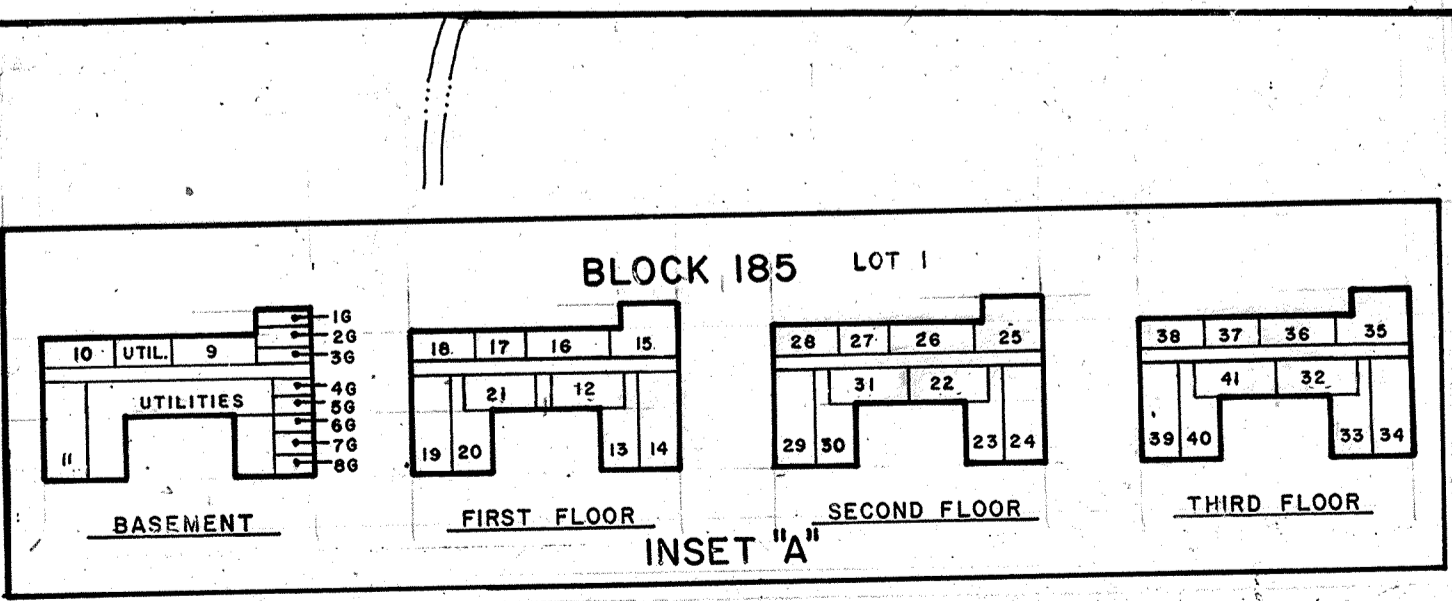 BLOCK 185 LOT 1
1G
2G
3G
10 UTIL. 9
4G
UTILITIES
5G
6G
7G
8G
11
BASEMENT
18 17 16 15
21 12
19 20 13 14
FIRST FLOOR
28 27 26 25
31 22
29 30 23 24
SECOND FLOOR
38 37 36 35
41 32
39 40 33 34
THIRD FLOOR
INSET "A"